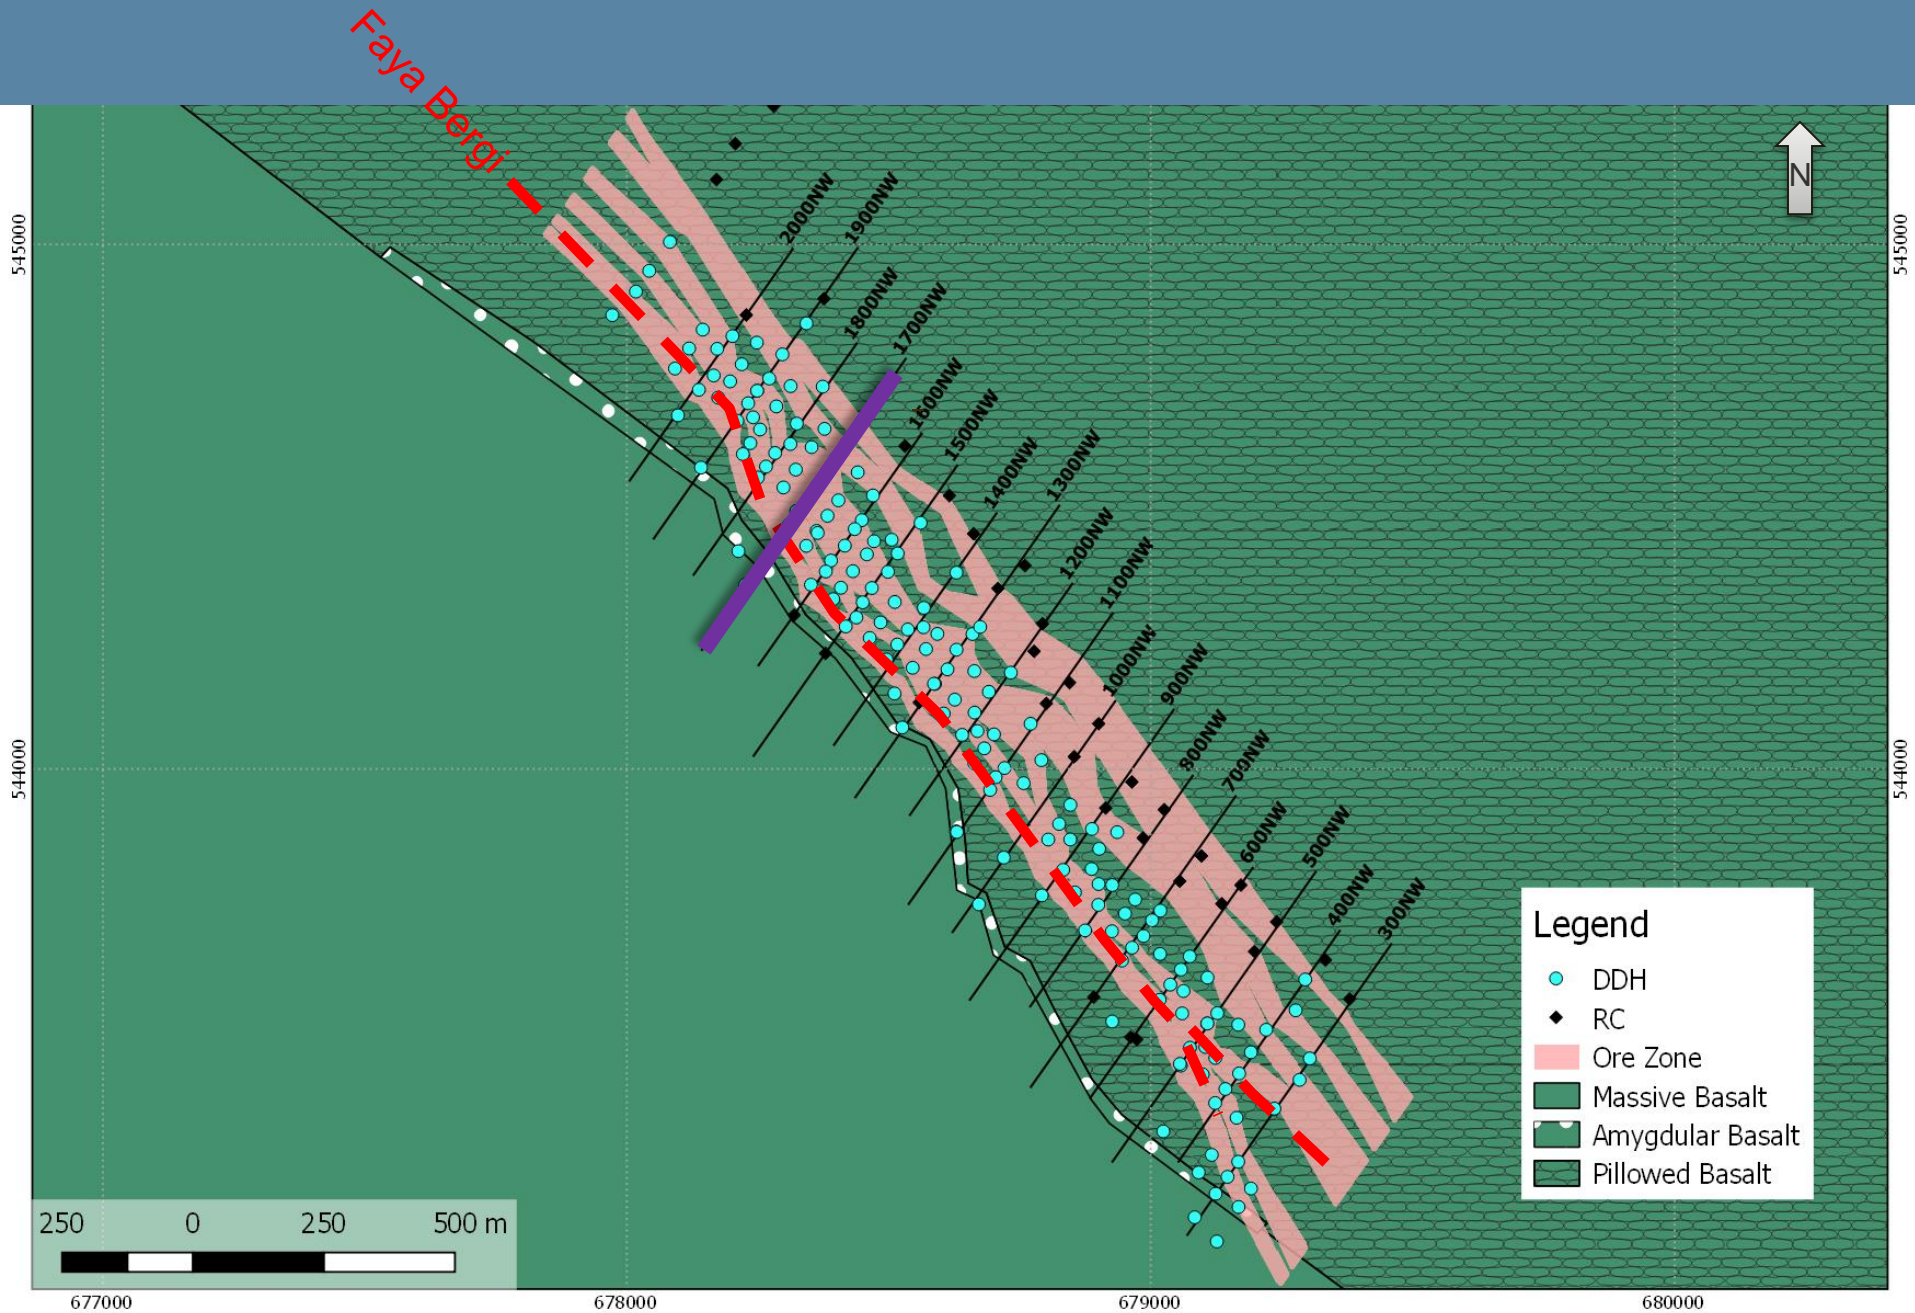 Faya Bergi
N
2000NW
1900NW
1800NW
1700NW
1600NW
1500NW
1400NW
1300NW
1200NW
1100NW
1000NW
900NW
800NW
700NW
600NW
500NW
400NW
300NW
545000
545000
544000
544000
Legend
DDH
RC
Ore Zone
Massive Basalt
Amygdular Basalt
Pillowed Basalt
250 0 250 500 m
677000 678000 679000 680000